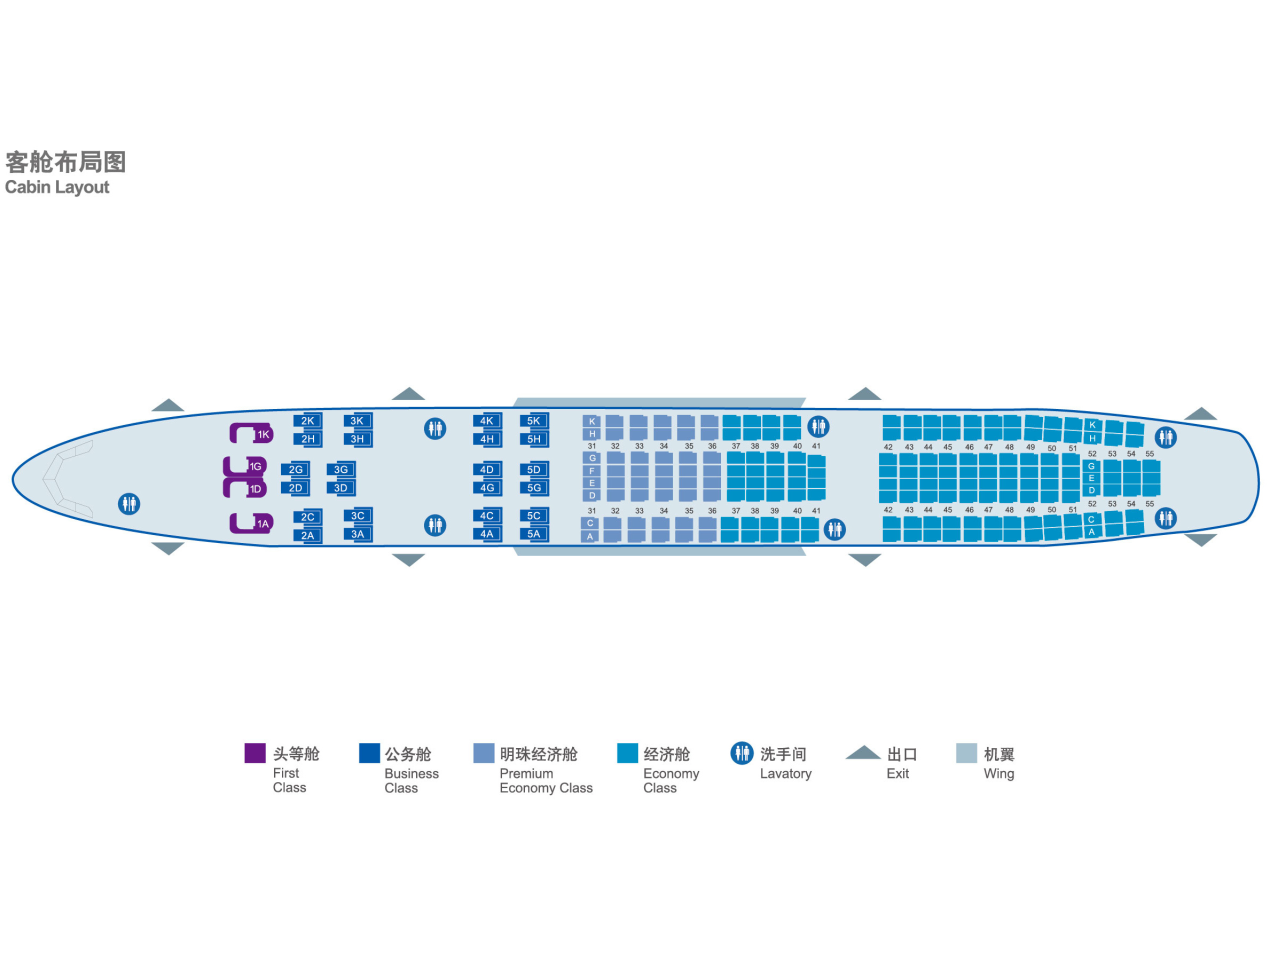 客舱布局图
Cabin Layout
2K 3K 4K 5K K
1K 2H 3H 4H 5H H
31 32 33 34 35 36 37 38 39 40 41 42 43 44 45 46 47 48 49 50 51 52 53 54 55
K
H
1G 2G 3G 4D 5D G F
1D 2D 3D 4G 5G E D
G
E
D
31 32 33 34 35 36 37 38 39 40 41 42 43 44 45 46 47 48 49 50 51 52 53 54 55
1A 2C 3C 4C 5C C
2A 3A 4A 5A A
C
A
头等舱
First
Class
公务舱
Business
Class
明珠经济舱
Premium
Economy Class
经济舱
Economy
Class
洗手间
Lavatory
出口
Exit
机翼
Wing